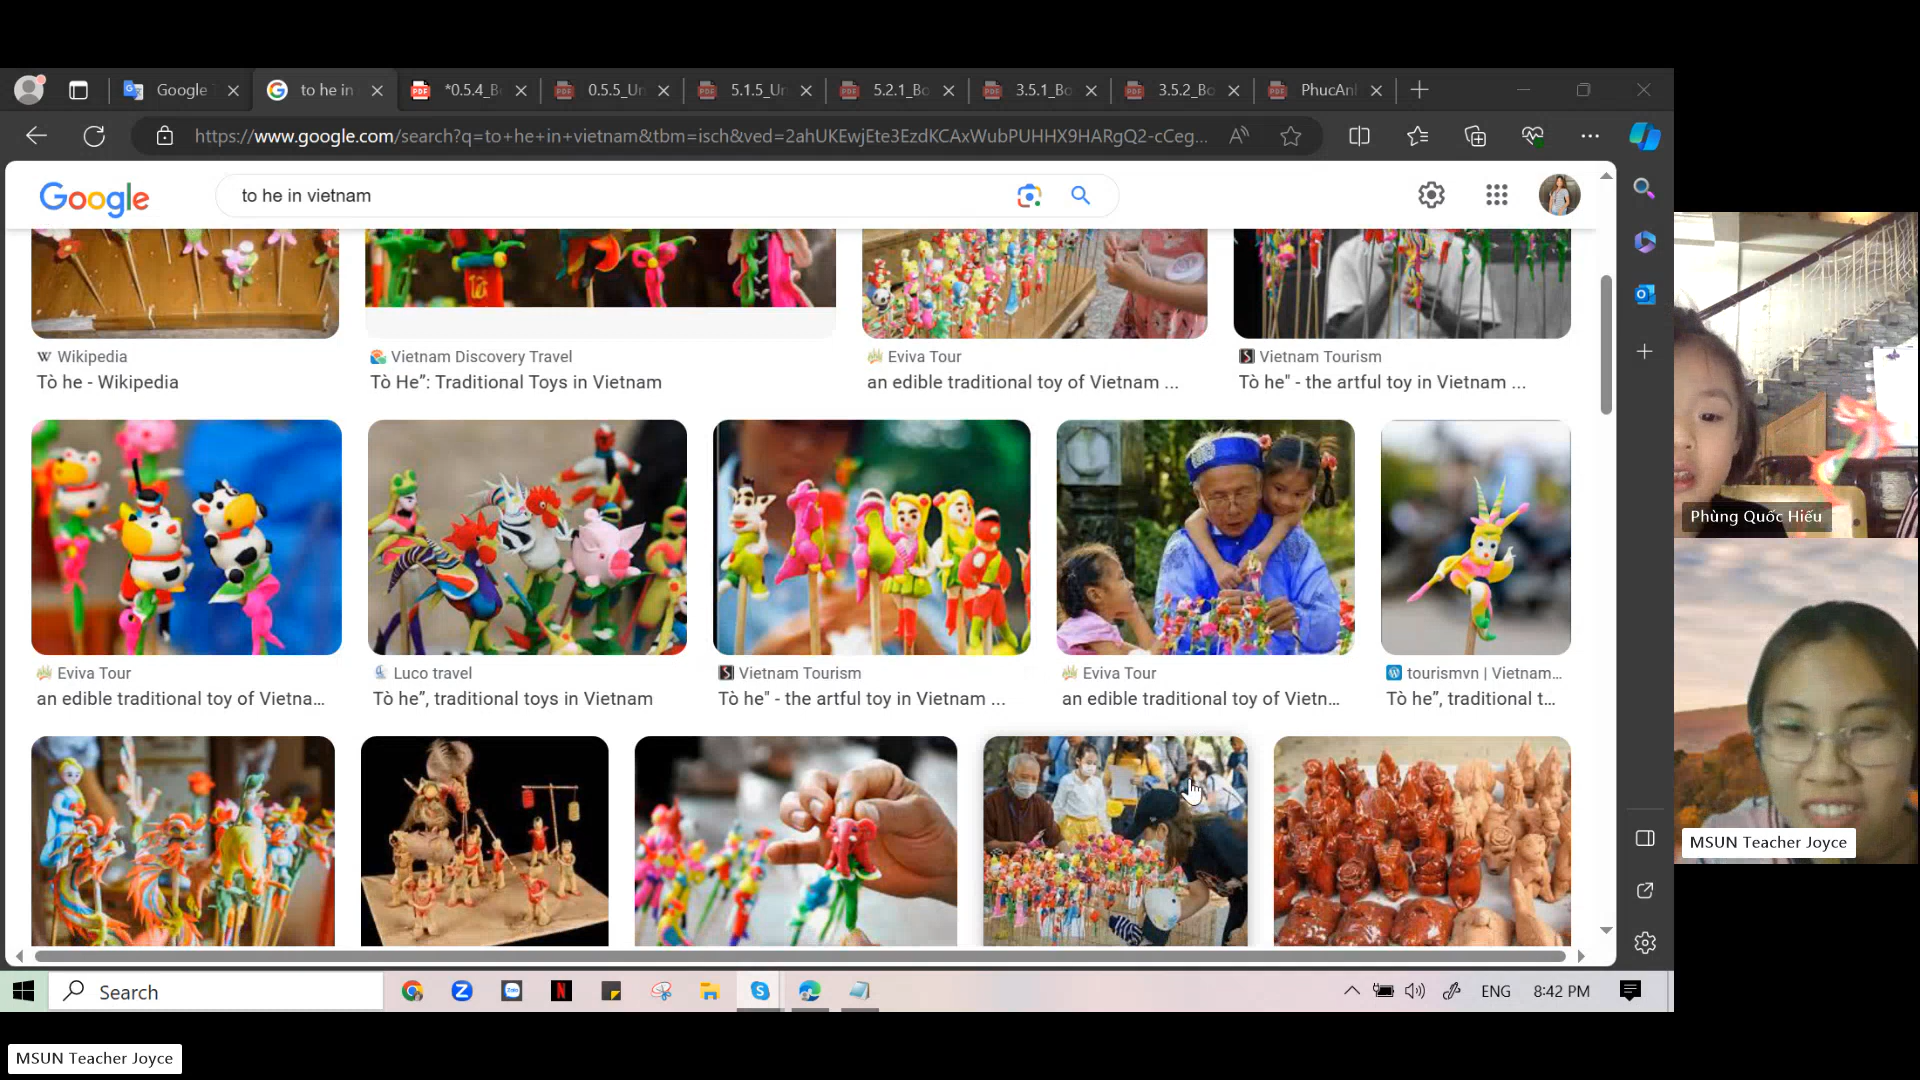 Google
to he in
*0.5.4_B
0.5.5_Un
5.1.5_Un
5.2.1_Bo
3.5.1_Bo
3.5.2_Bo
PhucAnl
https://www.google.com/search?q=to+he+in+vietnam&tbm=isch&ved=2ahUKEwjEte3EzdKCAxWubPUHHX9HARgQ2-cCeg...
Google
to he in vietnam
Wikipedia
Tò he - Wikipedia
Vietnam Discovery Travel
Tò He”: Traditional Toys in Vietnam
Eviva Tour
an edible traditional toy of Vietnam ...
Vietnam Tourism
Tò he" - the artful toy in Vietnam ...
Eviva Tour
an edible traditional toy of Vietna...
Luco travel
Tò he”, traditional toys in Vietnam
Vietnam Tourism
Tò he" - the artful toy in Vietnam ...
Eviva Tour
an edible traditional toy of Vietn...
tourismvn | Vietnam...
Tò he”, traditional t...
Phùng Quốc Hiếu
MSUN Teacher Joyce
Search
ENG
8:42 PM
MSUN Teacher Joyce